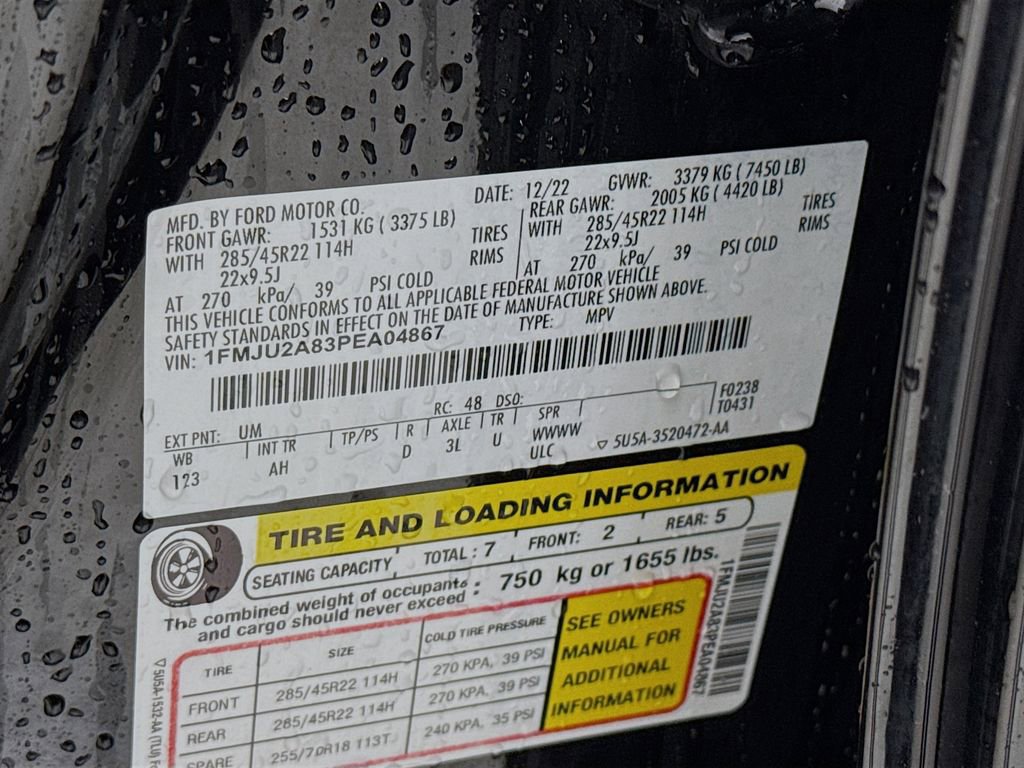 MFD. BY FORD MOTOR CO.
DATE: 12/22 GVWR: 3379 KG ( 7450 LB)
FRONT GAWR: 1531 KG ( 3375 LB)
REAR GAWR: 2005 KG ( 4420 LB)
WITH 285/45R22 114H TIRES
WITH 285/45R22 114H TIRES
22x9.5J RIMS
22x9.5J RIMS
AT 270 kPa/ 39 PSI COLD
AT 270 kPa/ 39 PSI COLD
THIS VEHICLE CONFORMS TO ALL APPLICABLE FEDERAL MOTOR VEHICLE
SAFETY STANDARDS IN EFFECT ON THE DATE OF MANUFACTURE SHOWN ABOVE.
VIN: 1FMJU2A83PEA04867 TYPE: MPV
EXT PNT: UM RC: 48 DSO: F0238
WB INT TR TP/PS R AXLE TR SPR T0431
123 AH D 3L U WWWW
ULC ▽ 5U5A-3520472-AA
TIRE AND LOADING INFORMATION
SEATING CAPACITY TOTAL : 7 FRONT: 2 REAR: 5
The combined weight of occupants
and cargo should never exceed : 750 kg or 1655 lbs.
TIRE SIZE COLD TIRE PRESSURE
FRONT 285/45R22 114H 270 KPA, 39 PSI
REAR 285/45R22 114H 270 KPA, 39 PSI
SPARE 255/70R18 113T 240 KPA, 35 PSI
SEE OWNERS
MANUAL FOR
ADDITIONAL
INFORMATION
1FMJU2A83PEA04867
▽ 5U5A-1532-AA (TLU)